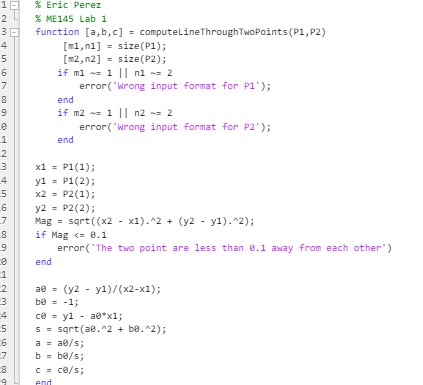 1 % Eric Perez
2 % ME145 Lab 1
3 function [a,b,c] = computeLineThroughTwoPoints(P1,P2)
4 [m1,n1] = size(P1);
5 [m2,n2] = size(P2);
6 if m1 ~= 1 || n1 ~= 2
7 error('Wrong input format for P1');
8 end
9 if m2 ~= 1 || n2 ~= 2
0 error('Wrong input format for P2');
1 end
2
3 x1 = P1(1);
4 y1 = P1(2);
5 x2 = P2(1);
6 y2 = P2(2);
7 Mag = sqrt((x2 - x1).^2 + (y2 - y1).^2);
8 if Mag <= 0.1
9 error('The two point are less than 0.1 away from each other')
0 end
1
2 a0 = (y2 - y1)/(x2-x1);
3 b0 = -1;
4 c0 = y1 - a0*x1;
5 s = sqrt(a0.^2 + b0.^2);
6 a = a0/s;
7 b = b0/s;
8 c = c0/s;
9 end